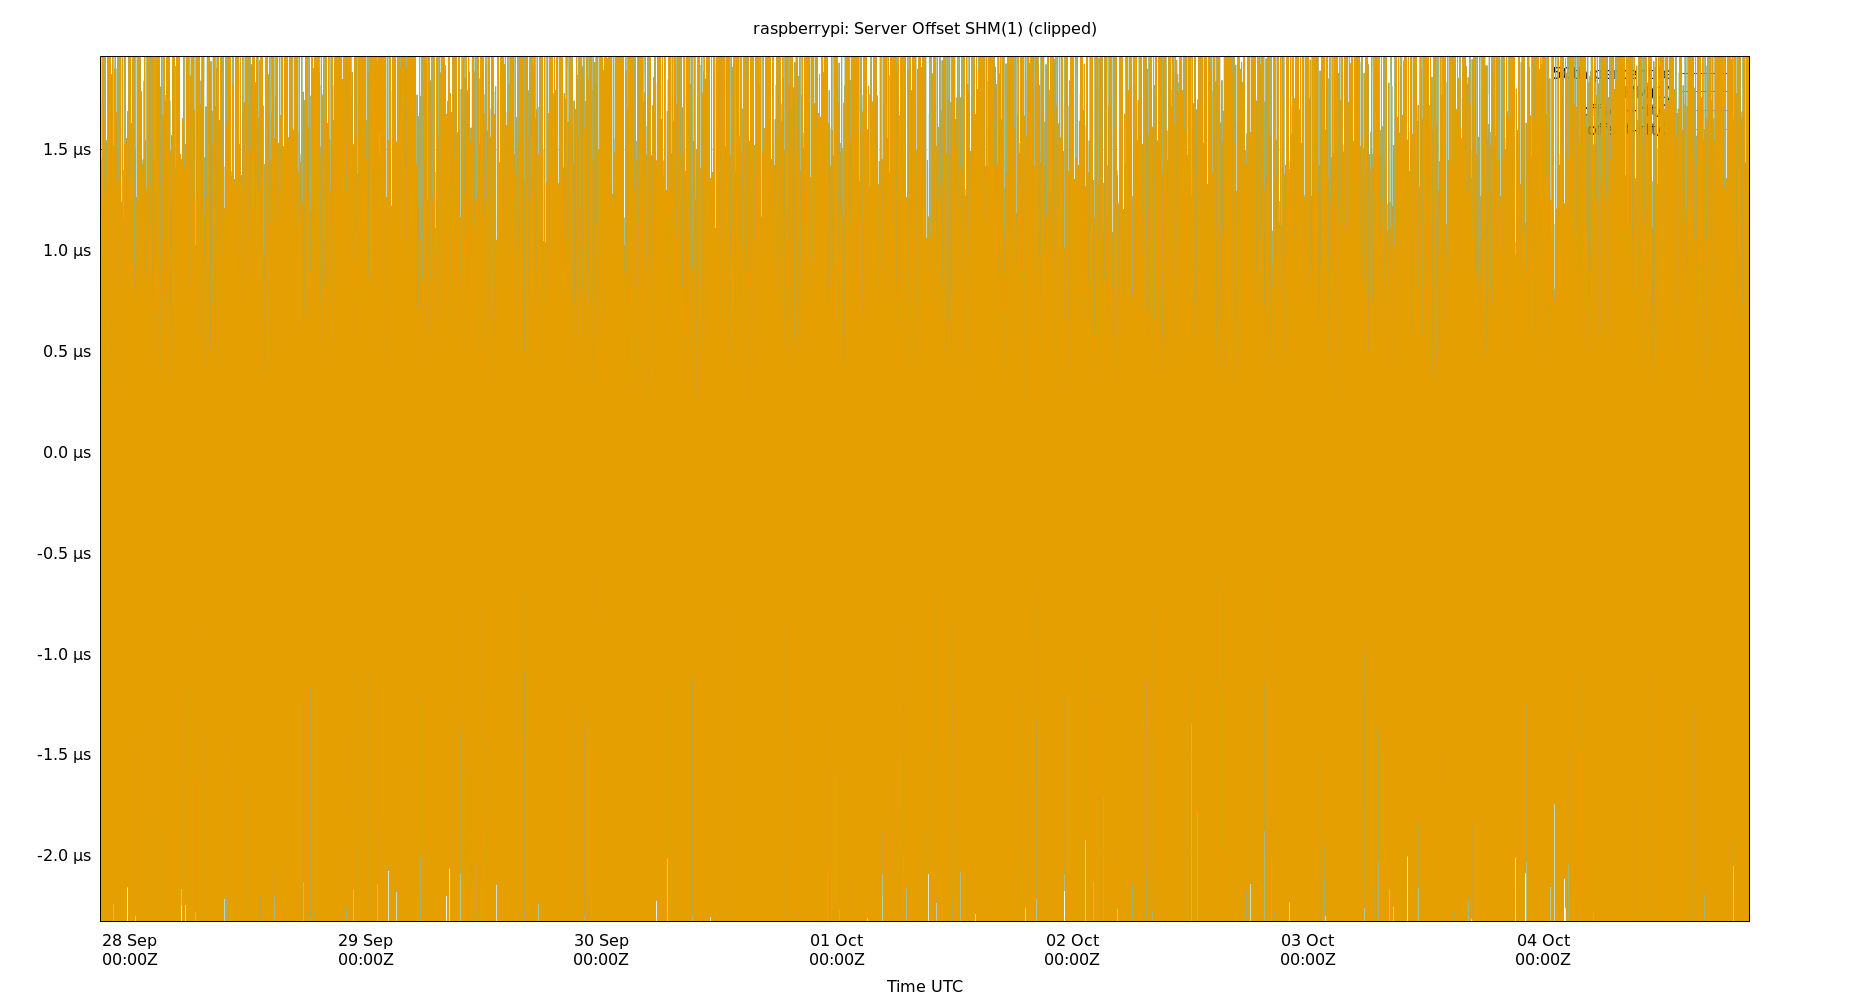 raspberrypi: Server Offset SHM(1) (clipped)
1.5 µs
1.0 µs
0.5 µs
0.0 µs
-0.5 µs
-1.0 µs
-1.5 µs
-2.0 µs
28 Sep 29 Sep 30 Sep 01 Oct 02 Oct 03 Oct 04 Oct
00:00Z 00:00Z 00:00Z 00:00Z 00:00Z 00:00Z 00:00Z
Time UTC